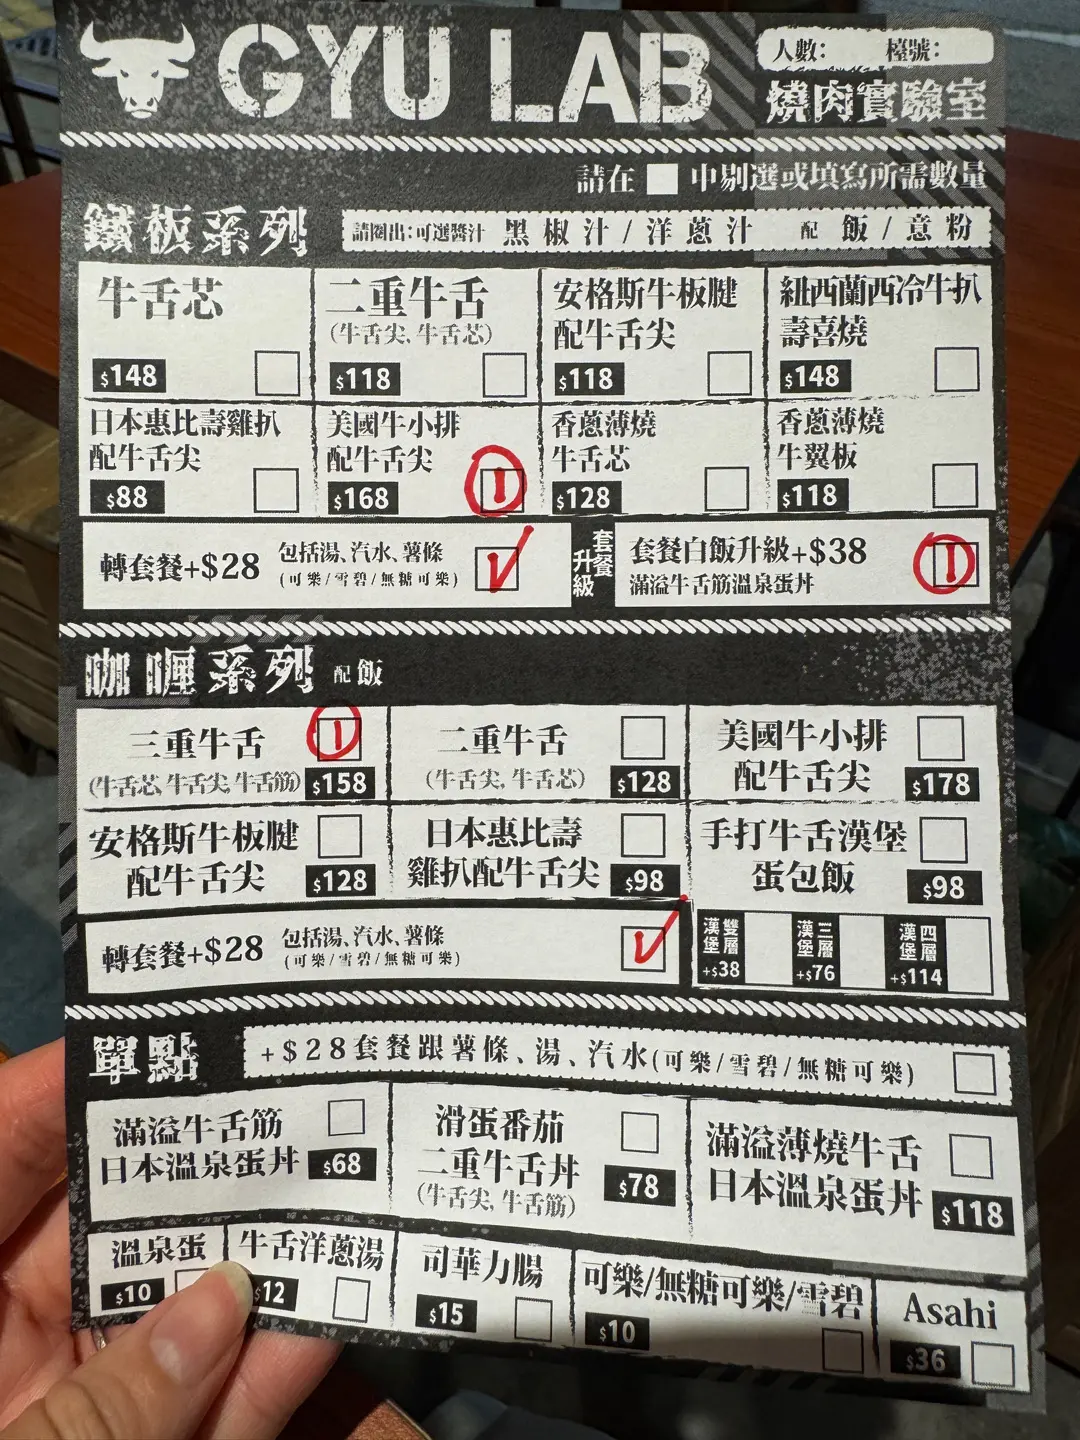 GYU LAB
人數: 檯號:
燒肉實驗室
請在 中剔選或填寫所需數量
鐵板系列
請圈出:可選醬汁 黑椒汁/洋蔥汁 配 飯/意粉
牛舌芯
$148
二重牛舌
(牛舌尖、牛舌芯)
$118
安格斯牛板腱
配牛舌尖
$118
紐西蘭西冷牛扒
壽喜燒
$148
日本惠比壽雞扒
配牛舌尖
$88
美國牛小排
配牛舌尖
$168
1
香蔥薄燒
牛舌芯
$128
香蔥薄燒
牛翼板
$118
轉套餐+$28 包括湯、汽水、薯條
(可樂/雪碧/無糖可樂)
套餐升級
套餐白飯升級+$38
滿溢牛舌筋溫泉蛋丼
1
咖喱系列 配飯
三重牛舌
(牛舌芯、牛舌尖、牛舌筋)
$158
1
二重牛舌
(牛舌尖、牛舌芯)
$128
美國牛小排
配牛舌尖
$178
安格斯牛板腱
配牛舌尖
$128
日本惠比壽
雞扒配牛舌尖
$98
手打牛舌漢堡
蛋包飯
$98
轉套餐+$28 包括湯、汽水、薯條
(可樂/雪碧/無糖可樂)
雙層漢堡
+$38
三層漢堡
+$76
四層漢堡
+$114
單點
+$28套餐跟薯條、湯、汽水(可樂/雪碧/無糖可樂)
滿溢牛舌筋
日本溫泉蛋丼
$68
滑蛋番茄
二重牛舌丼
(牛舌尖、牛舌筋)
$78
滿溢薄燒牛舌
日本溫泉蛋丼
$118
溫泉蛋
$10
牛舌洋蔥湯
$12
司華力腸
$15
可樂/無糖可樂/雪碧
$10
Asahi
$36